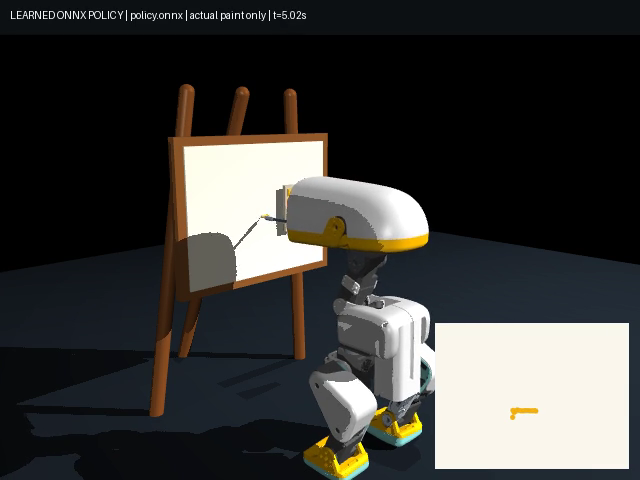 LEARNED ONNX POLICY | policy.onnx | actual paint only | t=5.02s